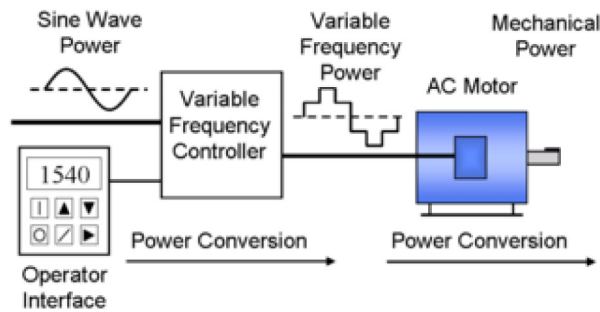 Sine Wave
Power
Variable
Frequency
Power
Mechanical
Power
AC Motor
Variable
Frequency
Controller
1540
Operator
Interface
Power Conversion
Power Conversion